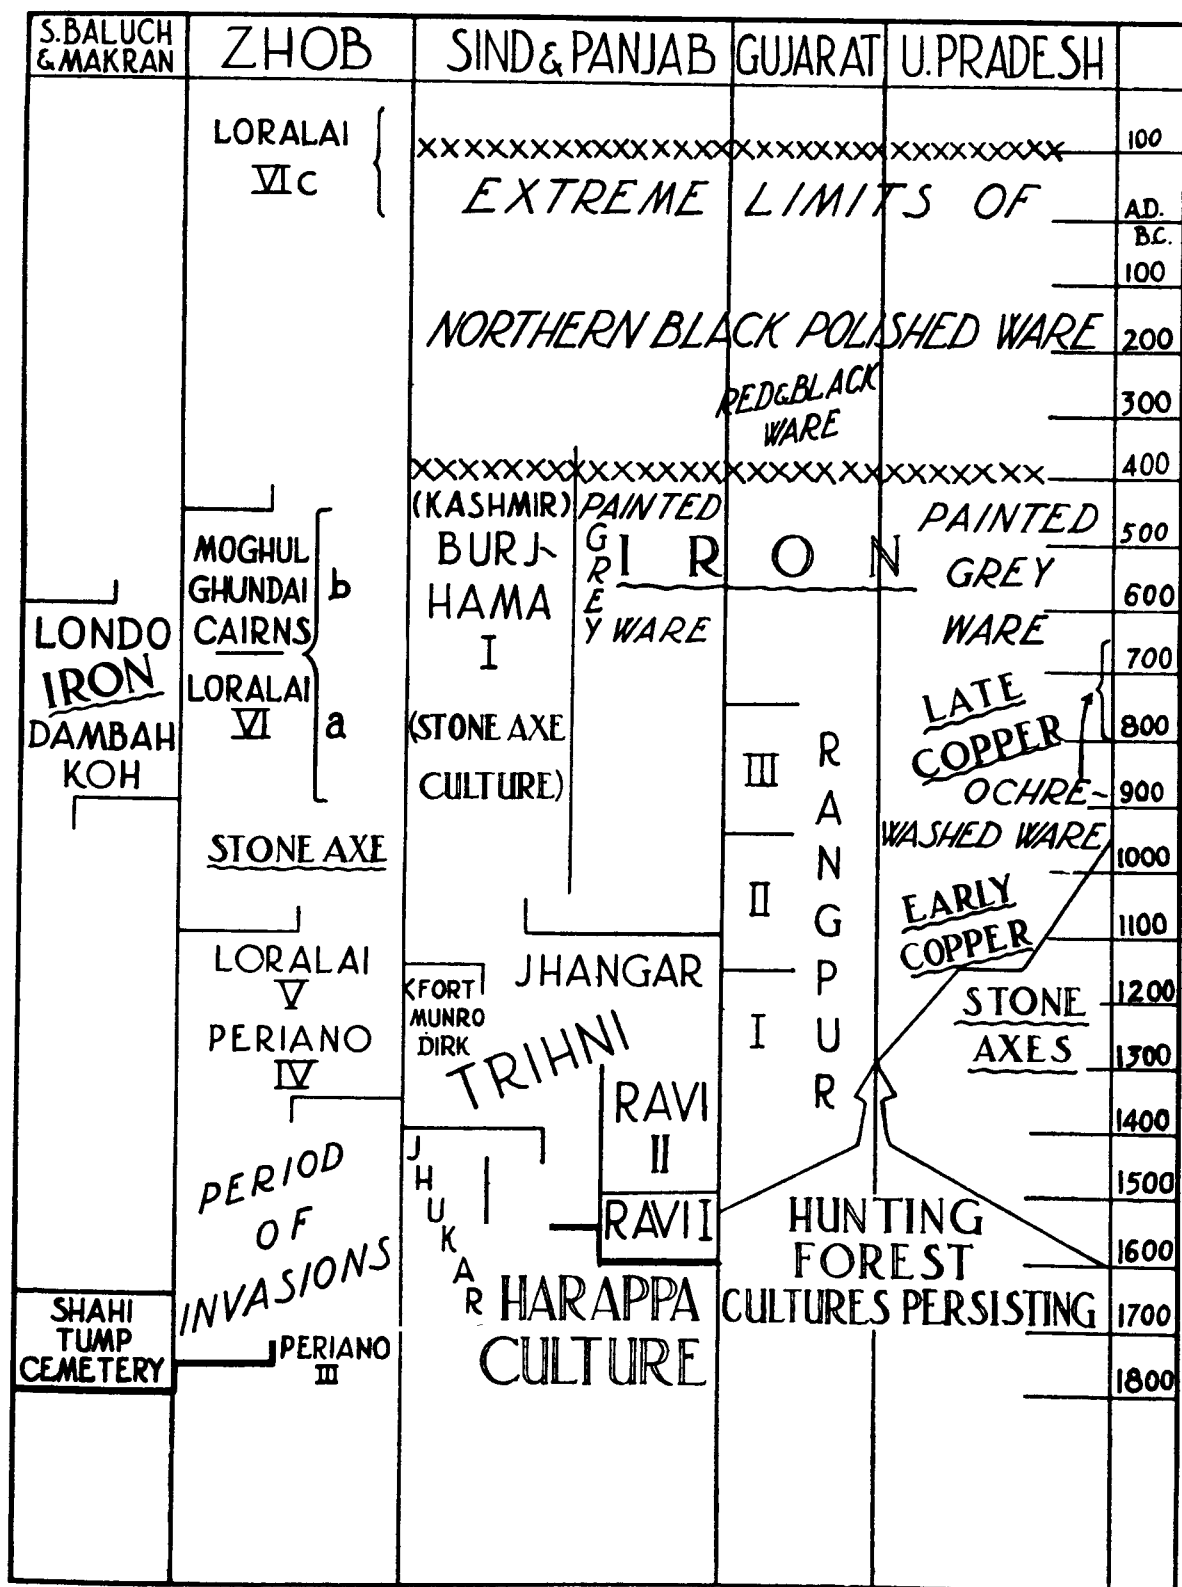 S. BALUCH
& MAKRAN
ZHOB
SIND & PANJAB
GUJARAT
U. PRADESH
LORALAI
VI C
EXTREME LIMITS OF
NORTHERN BLACK POLISHED WARE
RED & BLACK
WARE
(KASHMIR)
BURJ-
HAMA
I
(STONE AXE
CULTURE)
PAINTED
GREY
WARE
IRON
PAINTED
GREY
WARE
MOGHUL
GHUNDAI
CAIRNS
b
LORALAI
VI
a
LONDO
IRON
DAMBAH
KOH
LATE
COPPER
OCHRE-
WASHED WARE
STONE AXE
III
II
I
RANGPUR
EARLY
COPPER
LORALAI
V
PERIANO
IV
FORT
MUNRO
DIRK
JHANGAR
TRIHNI
STONE
AXES
RAVI
II
RAVI I
JHUKAR
PERIOD
OF
INVASIONS
HUNTING
FOREST
CULTURES PERSISTING
HARAPPA
CULTURE
SHAHI
TUMP
CEMETERY
PERIANO
III
100
A.D.
B.C.
100
200
300
400
500
600
700
800
900
1000
1100
1200
1300
1400
1500
1600
1700
1800